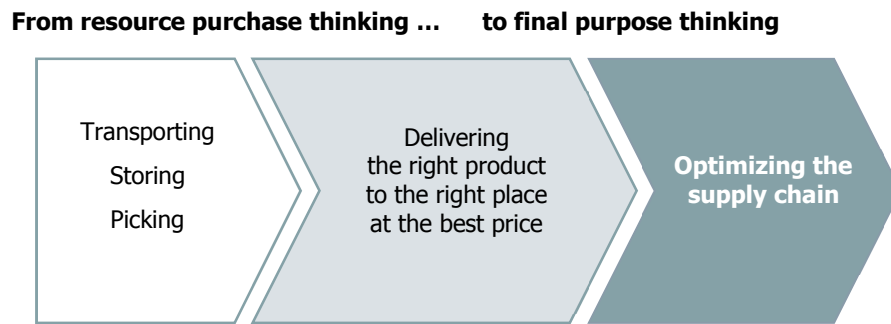 From resource purchase thinking … to final purpose thinking
Transporting
Storing
Picking
Delivering
the right product
to the right place
at the best price
Optimizing the
supply chain